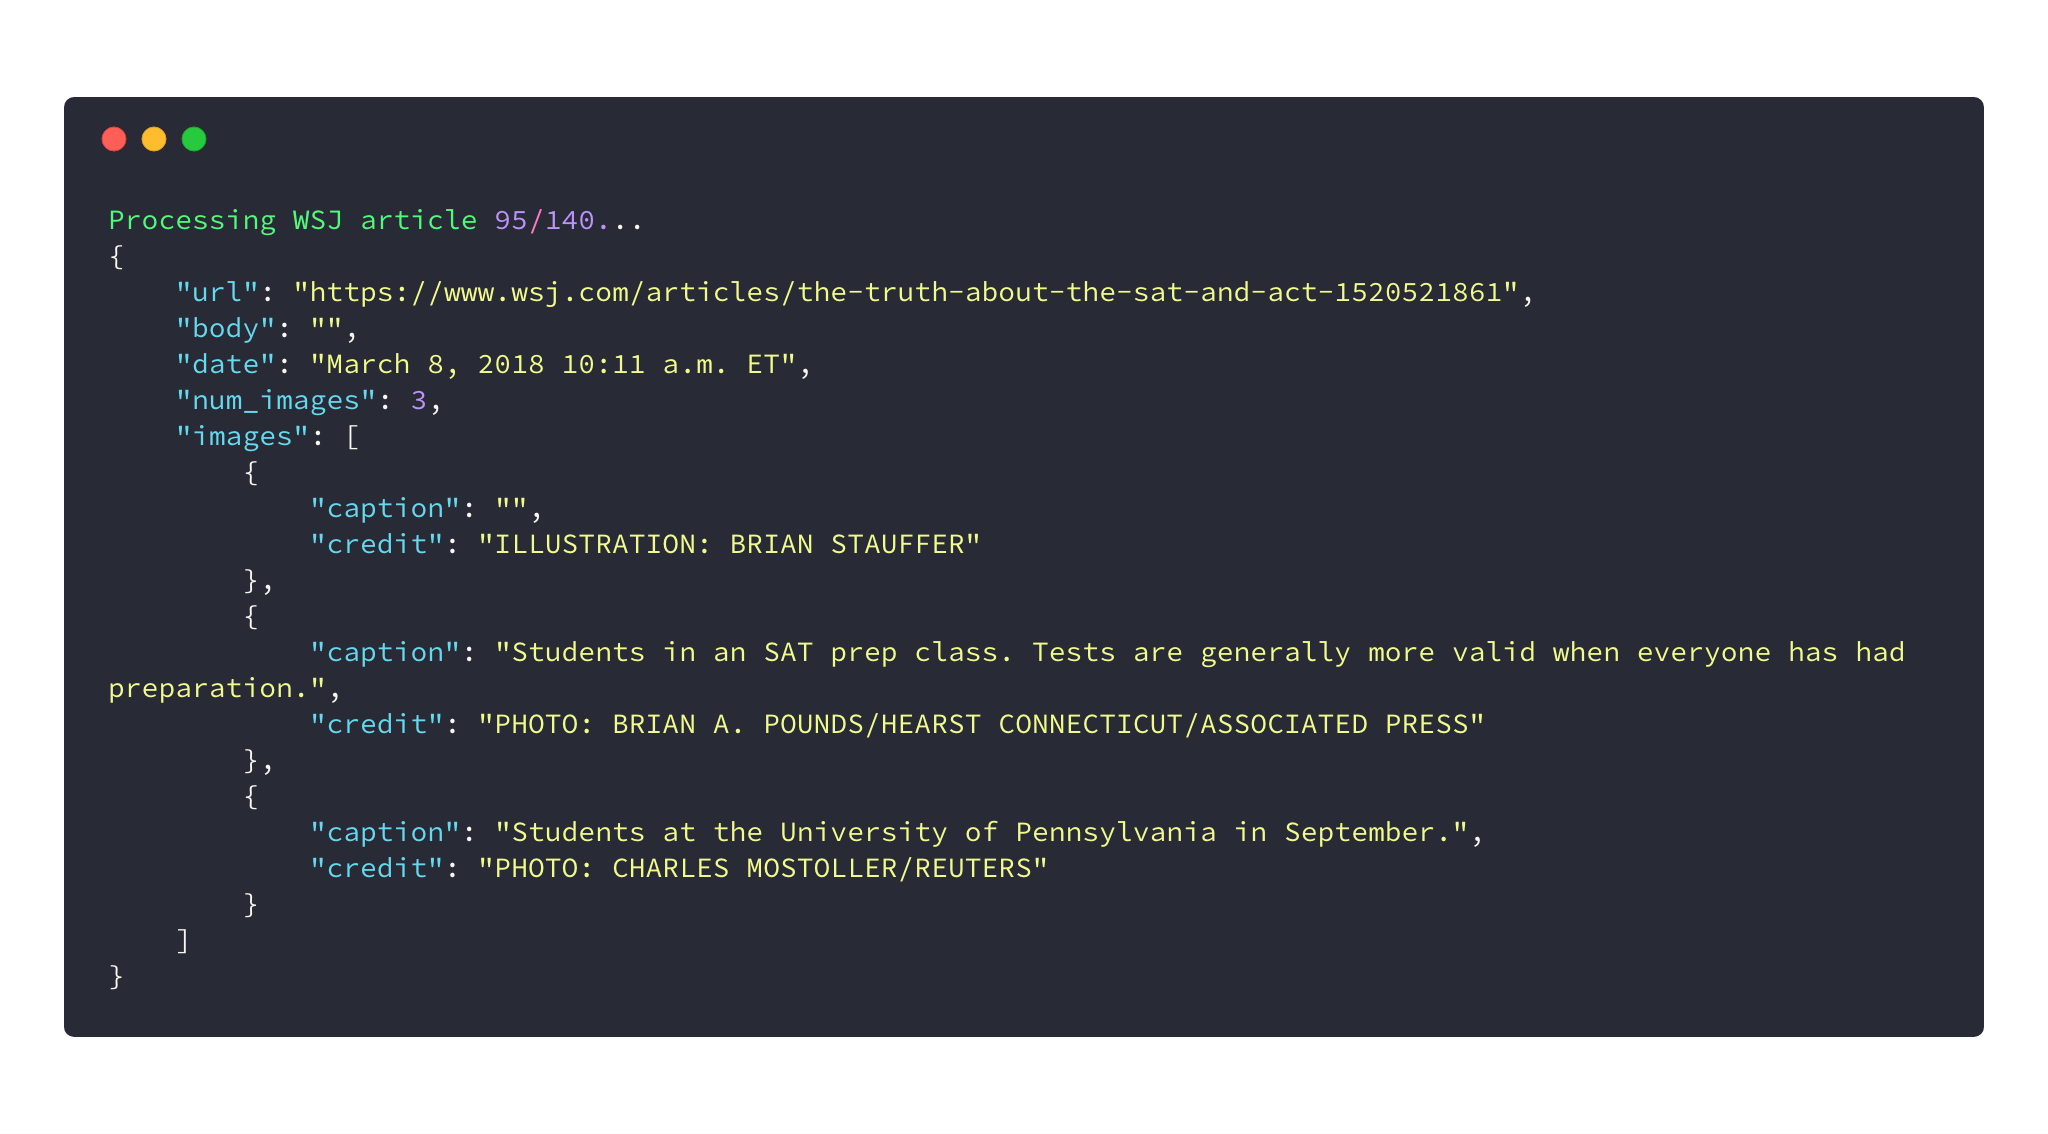 Processing WSJ article 95/140...
{
    "url": "https://www.wsj.com/articles/the-truth-about-the-sat-and-act-1520521861",
    "body": "",
    "date": "March 8, 2018 10:11 a.m. ET",
    "num_images": 3,
    "images": [
        {
            "caption": "",
            "credit": "ILLUSTRATION: BRIAN STAUFFER"
        },
        {
            "caption": "Students in an SAT prep class. Tests are generally more valid when everyone has had
preparation.",
            "credit": "PHOTO: BRIAN A. POUNDS/HEARST CONNECTICUT/ASSOCIATED PRESS"
        },
        {
            "caption": "Students at the University of Pennsylvania in September.",
            "credit": "PHOTO: CHARLES MOSTOLLER/REUTERS"
        }
    ]
}